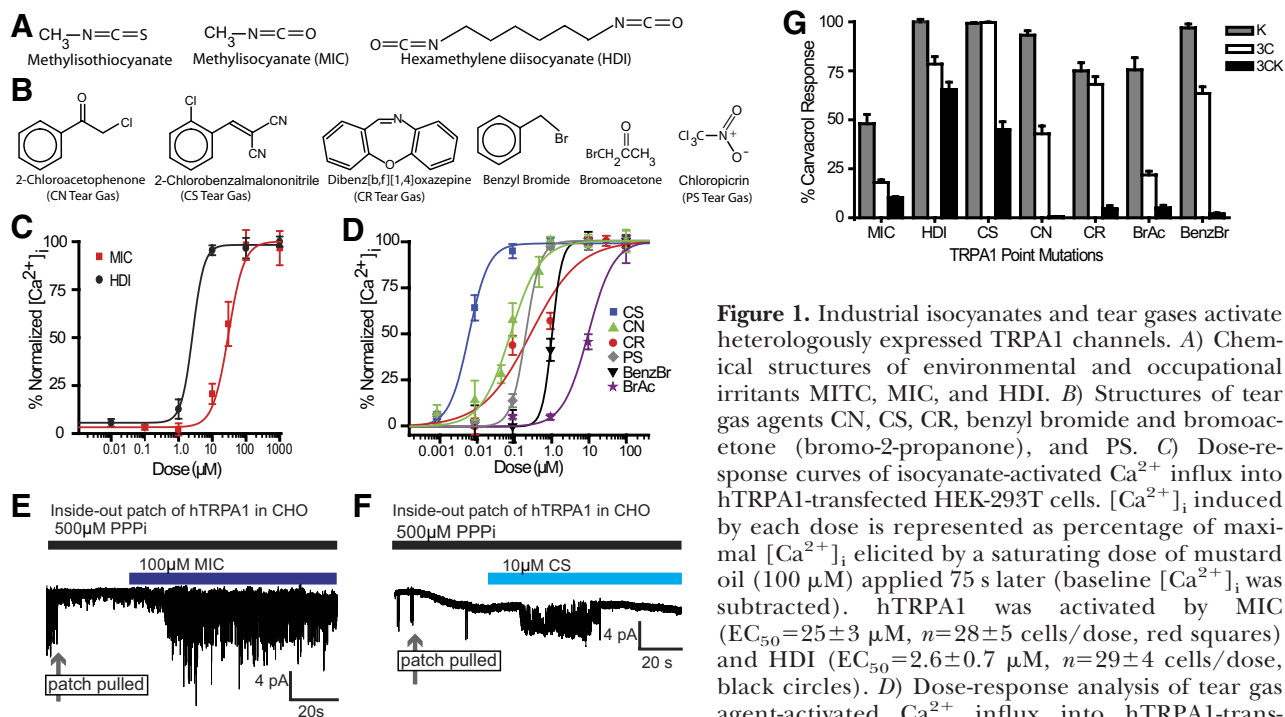 A
CH₃ N=C=S
Methylisothiocyanate
CH₃ N=C=O
Methylisocyanate (MIC)
O=C=N N=C=O
Hexamethylene diisocyanate (HDI)
B
O Cl
2-Chloroacetophenone
(CN Tear Gas)
Cl CN CN
2-Chlorobenzalmalononitrile
(CS Tear Gas)
N O
Dibenz[b,f][1,4]oxazepine
(CR Tear Gas)
Br
Benzyl Bromide
O
BrH₂C CH₃
Bromoacetone
O
Cl₃C N⁺ O⁻
Chloropicrin
(PS Tear Gas)
C
% Normalized [Ca²⁺]ᵢ
100
75
50
25
0
MIC
HDI
0.01 0.1 1.0 10 100 1000
Dose (µM)
D
% Normalized [Ca²⁺]ᵢ
100
75
50
25
0
CS
CN
CR
PS
BenzBr
BrAc
0.001 0.01 0.1 1.0 10 100
Dose (µM)
E
Inside-out patch of hTRPA1 in CHO
500µM PPPi
100µM MIC
patch pulled
4 pA
20s
F
Inside-out patch of hTRPA1 in CHO
500µM PPPi
10µM CS
patch pulled
4 pA
20 s
G
% Carvacrol Response
100
75
50
25
0
K
3C
3CK
MIC HDI CS CN CR BrAc BenzBr
TRPA1 Point Mutations
Figure 1. Industrial isocyanates and tear gases activate
heterologously expressed TRPA1 channels. A) Chem-
ical structures of environmental and occupational
irritants MITC, MIC, and HDI. B) Structures of tear
gas agents CN, CS, CR, benzyl bromide and bromoac-
etone (bromo-2-propanone), and PS. C) Dose-re-
sponse curves of isocyanate-activated Ca²⁺ influx into
hTRPA1-transfected HEK-293T cells. [Ca²⁺]ᵢ induced
by each dose is represented as percentage of maxi-
mal [Ca²⁺]ᵢ elicited by a saturating dose of mustard
oil (100 µM) applied 75 s later (baseline [Ca²⁺]ᵢ was
subtracted). hTRPA1 was activated by MIC
(EC₅₀=25±3 µM, n=28±5 cells/dose, red squares)
and HDI (EC₅₀=2.6±0.7 µM, n=29±4 cells/dose,
black circles). D) Dose-response analysis of tear gas
agent-activated Ca²⁺ influx into hTRPA1-trans-